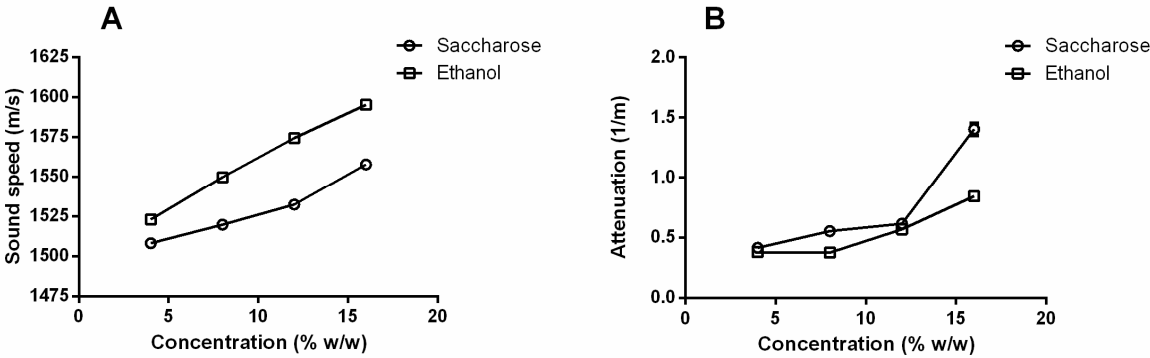 A
Saccharose
Ethanol
1625
1600
1575
1550
1525
1500
1475
Sound speed (m/s)
0 5 10 15 20
Concentration (% w/w)
B
Saccharose
Ethanol
2.0
1.5
1.0
0.5
0.0
Attenuation (1/m)
0 5 10 15 20
Concentration (% w/w)